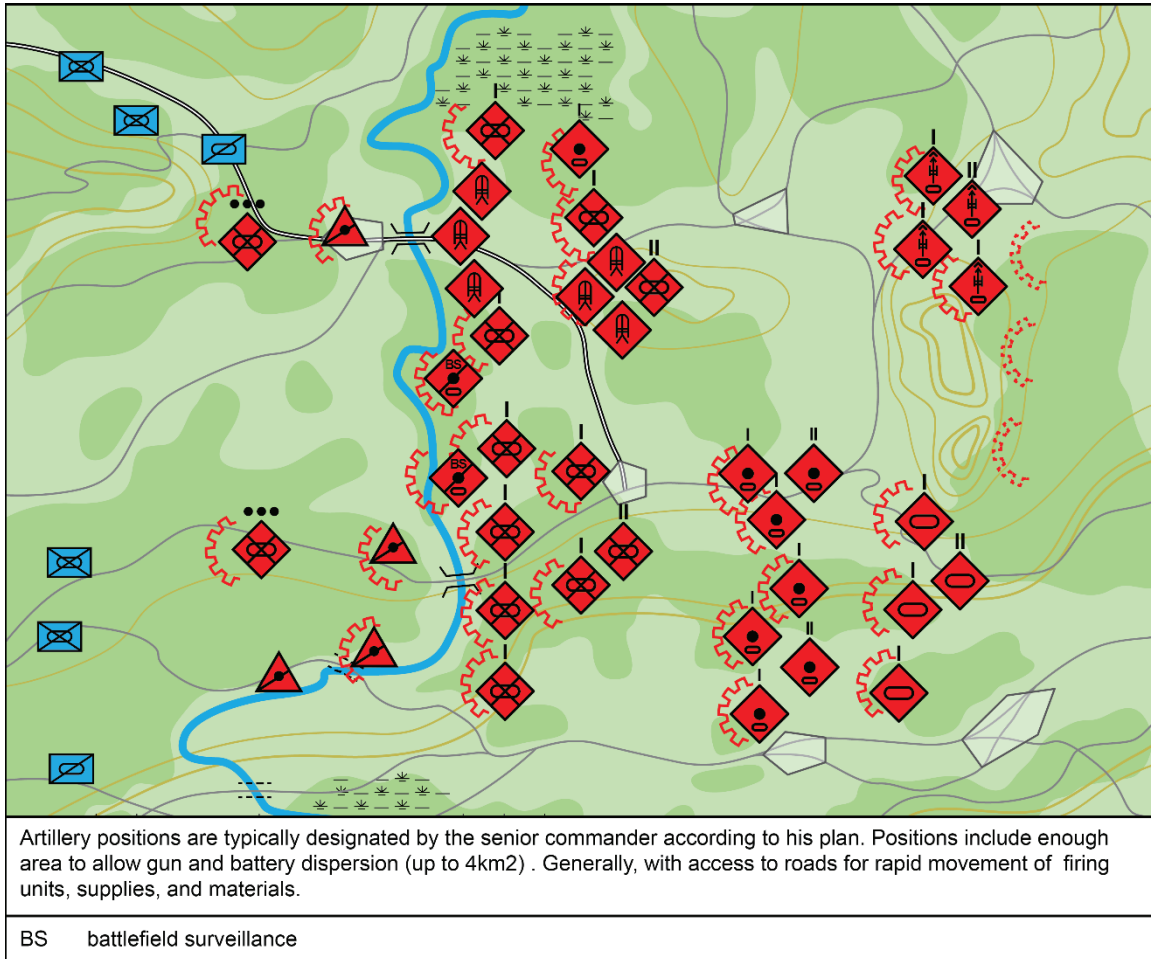 BS
BS
Artillery positions are typically designated by the senior commander according to his plan. Positions include enough
area to allow gun and battery dispersion (up to 4km2) . Generally, with access to roads for rapid movement of firing
units, supplies, and materials.
BS battlefield surveillance